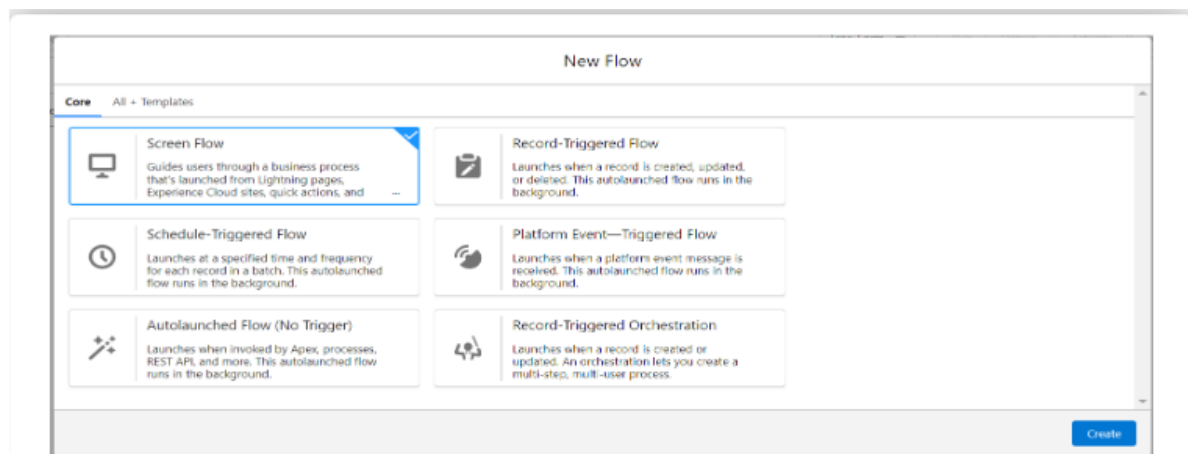 New Flow
Core All + Templates
Screen Flow
Guides users through a business process
that's launched from Lightning pages,
Experience Cloud sites, quick actions, and ...
Record-Triggered Flow
Launches when a record is created, updated,
or deleted. This autolaunched flow runs in the
background.
Schedule-Triggered Flow
Launches at a specified time and frequency
for each record in a batch. This autolaunched
flow runs in the background.
Platform Event—Triggered Flow
Launches when a platform event message is
received. This autolaunched flow runs in the
background.
Autolaunched Flow (No Trigger)
Launches when invoked by Apex, processes,
REST API, and more. This autolaunched flow
runs in the background.
Record-Triggered Orchestration
Launches when a record is created or
updated. An orchestration lets you create a
multi-step, multi-user process.
Create